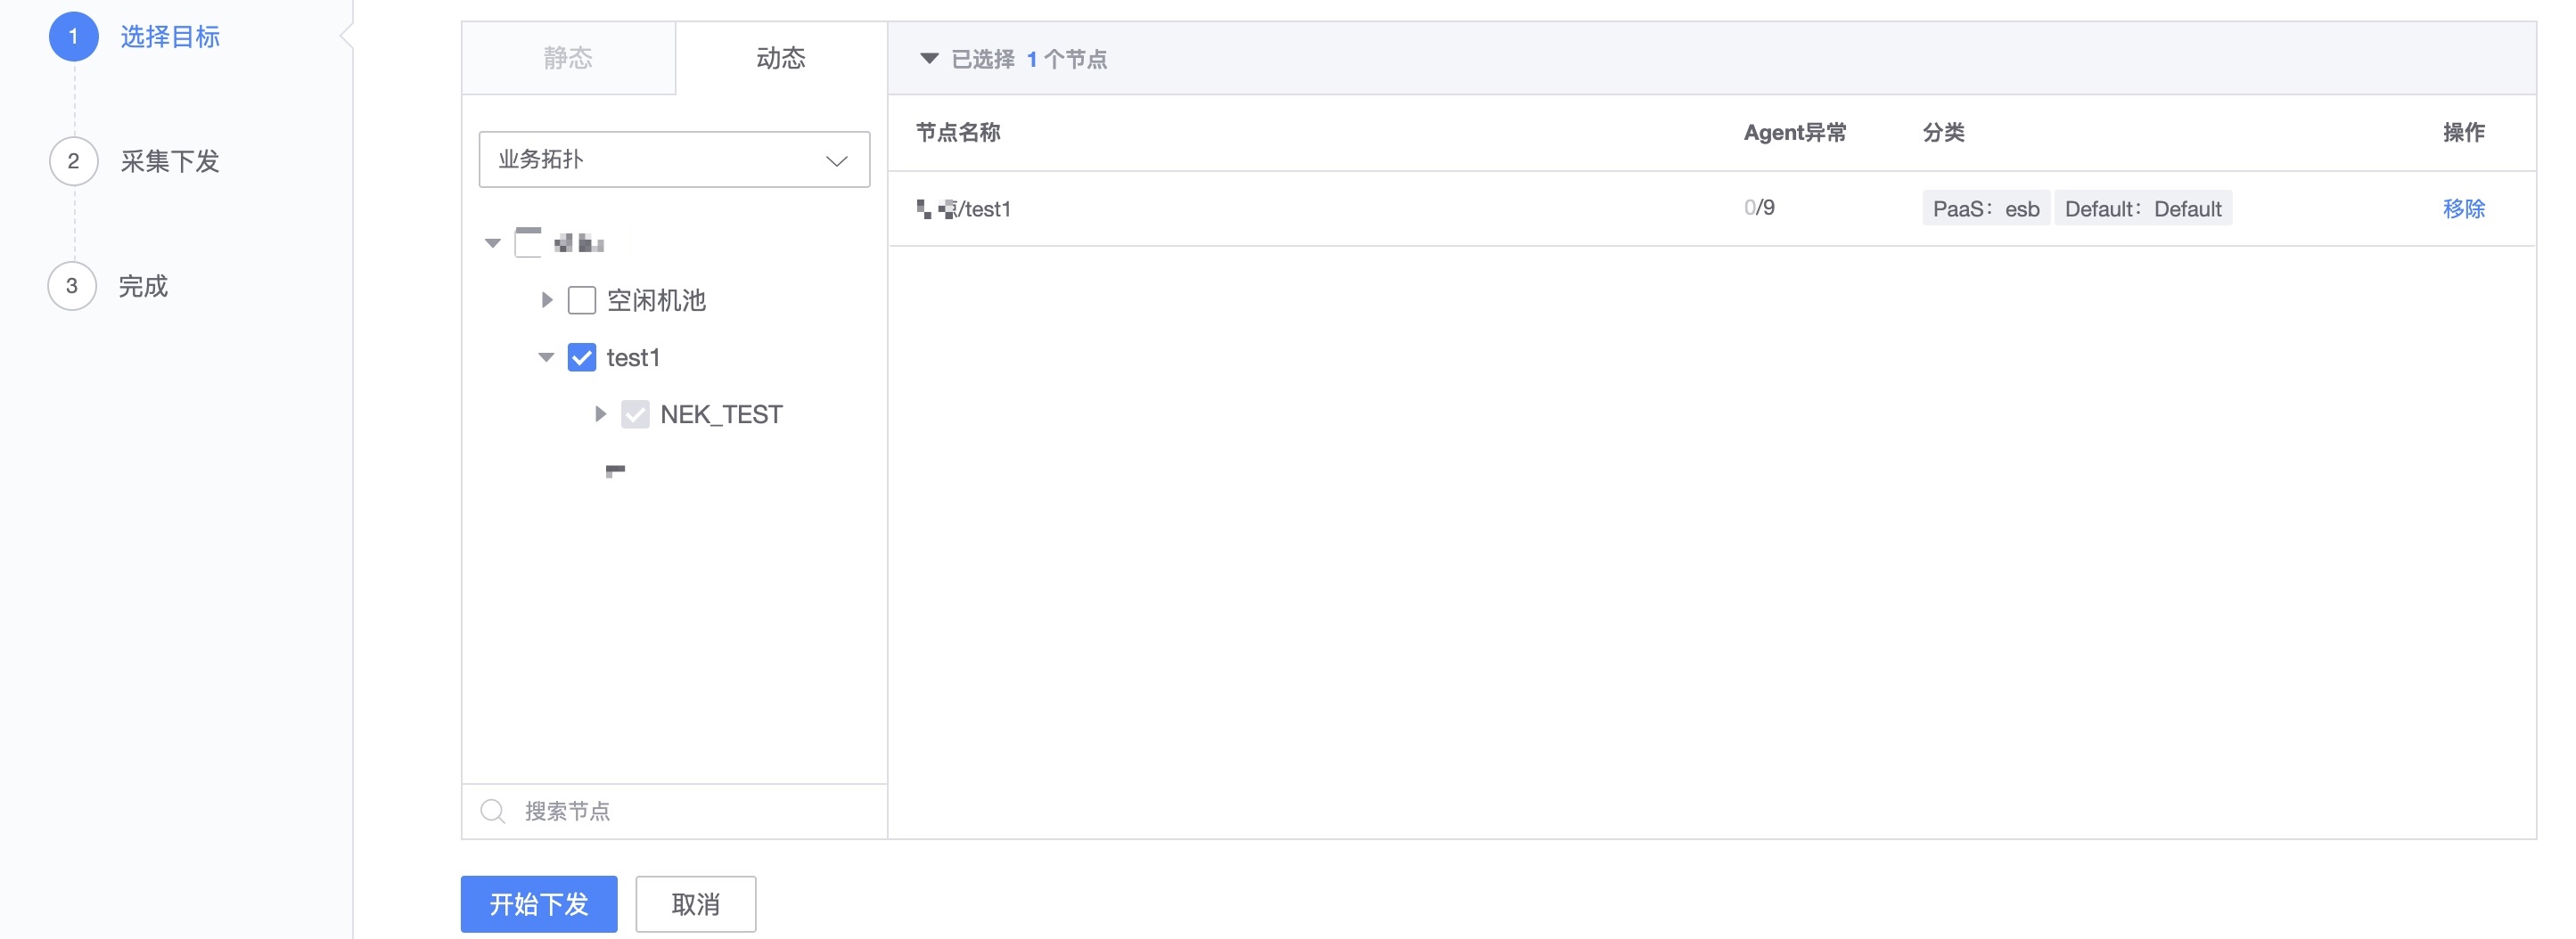 1 选择目标
2 采集下发
3 完成
静态 动态
业务拓扑
空闲机池
test1
NEK_TEST
搜索节点
已选择 1 个节点
节点名称 Agent异常 分类 操作
/test1 0/9 PaaS：esb Default：Default 移除
开始下发 取消